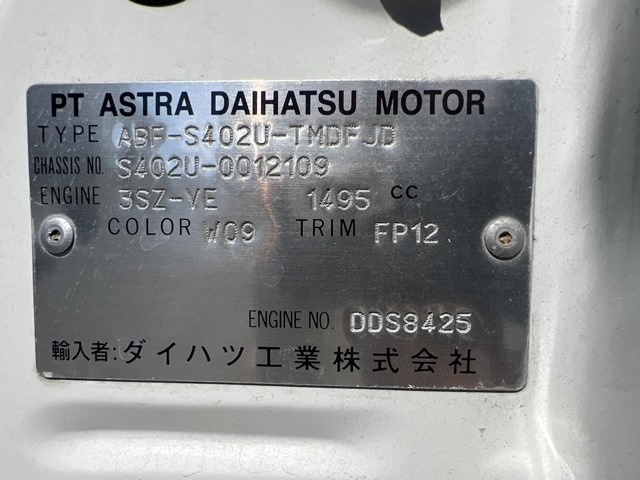 PT ASTRA DAIHATSU MOTOR
TYPE ABF-S402U-TMDFJD
CHASSIS NO. S402U-0012109
ENGINE 3SZ-VE 1495 CC
COLOR W09 TRIM FP12
ENGINE NO. DDS8425
輸入者:ダイハツ工業株式会社